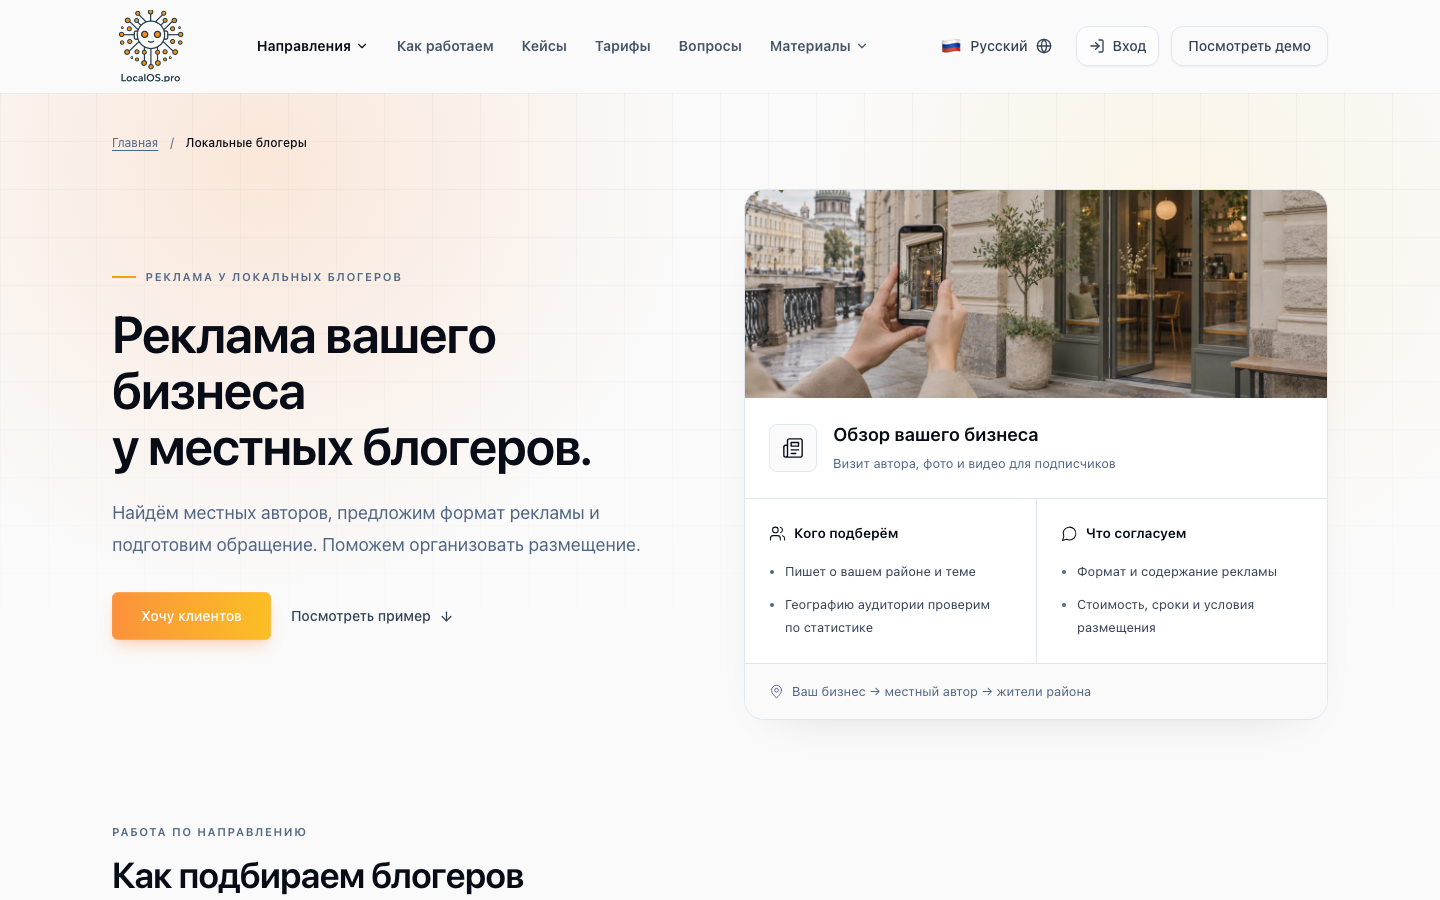 LocalOS.pro
Направления
Как работаем
Кейсы
Тарифы
Вопросы
Материалы
Русский
Вход
Посмотреть демо
Главная / Локальные блогеры
РЕКЛАМА У ЛОКАЛЬНЫХ БЛОГЕРОВ
Реклама вашего
бизнеса
у местных блогеров.
Найдём местных авторов, предложим формат рекламы и
подготовим обращение. Поможем организовать размещение.
Хочу клиентов
Посмотреть пример ↓
Обзор вашего бизнеса
Визит автора, фото и видео для подписчиков
Кого подберём
• Пишет о вашем районе и теме
• Географию аудитории проверим
по статистике
Что согласуем
• Формат и содержание рекламы
• Стоимость, сроки и условия
размещения
Ваш бизнес → местный автор → жители района
РАБОТА ПО НАПРАВЛЕНИЮ
Как подбираем блогеров